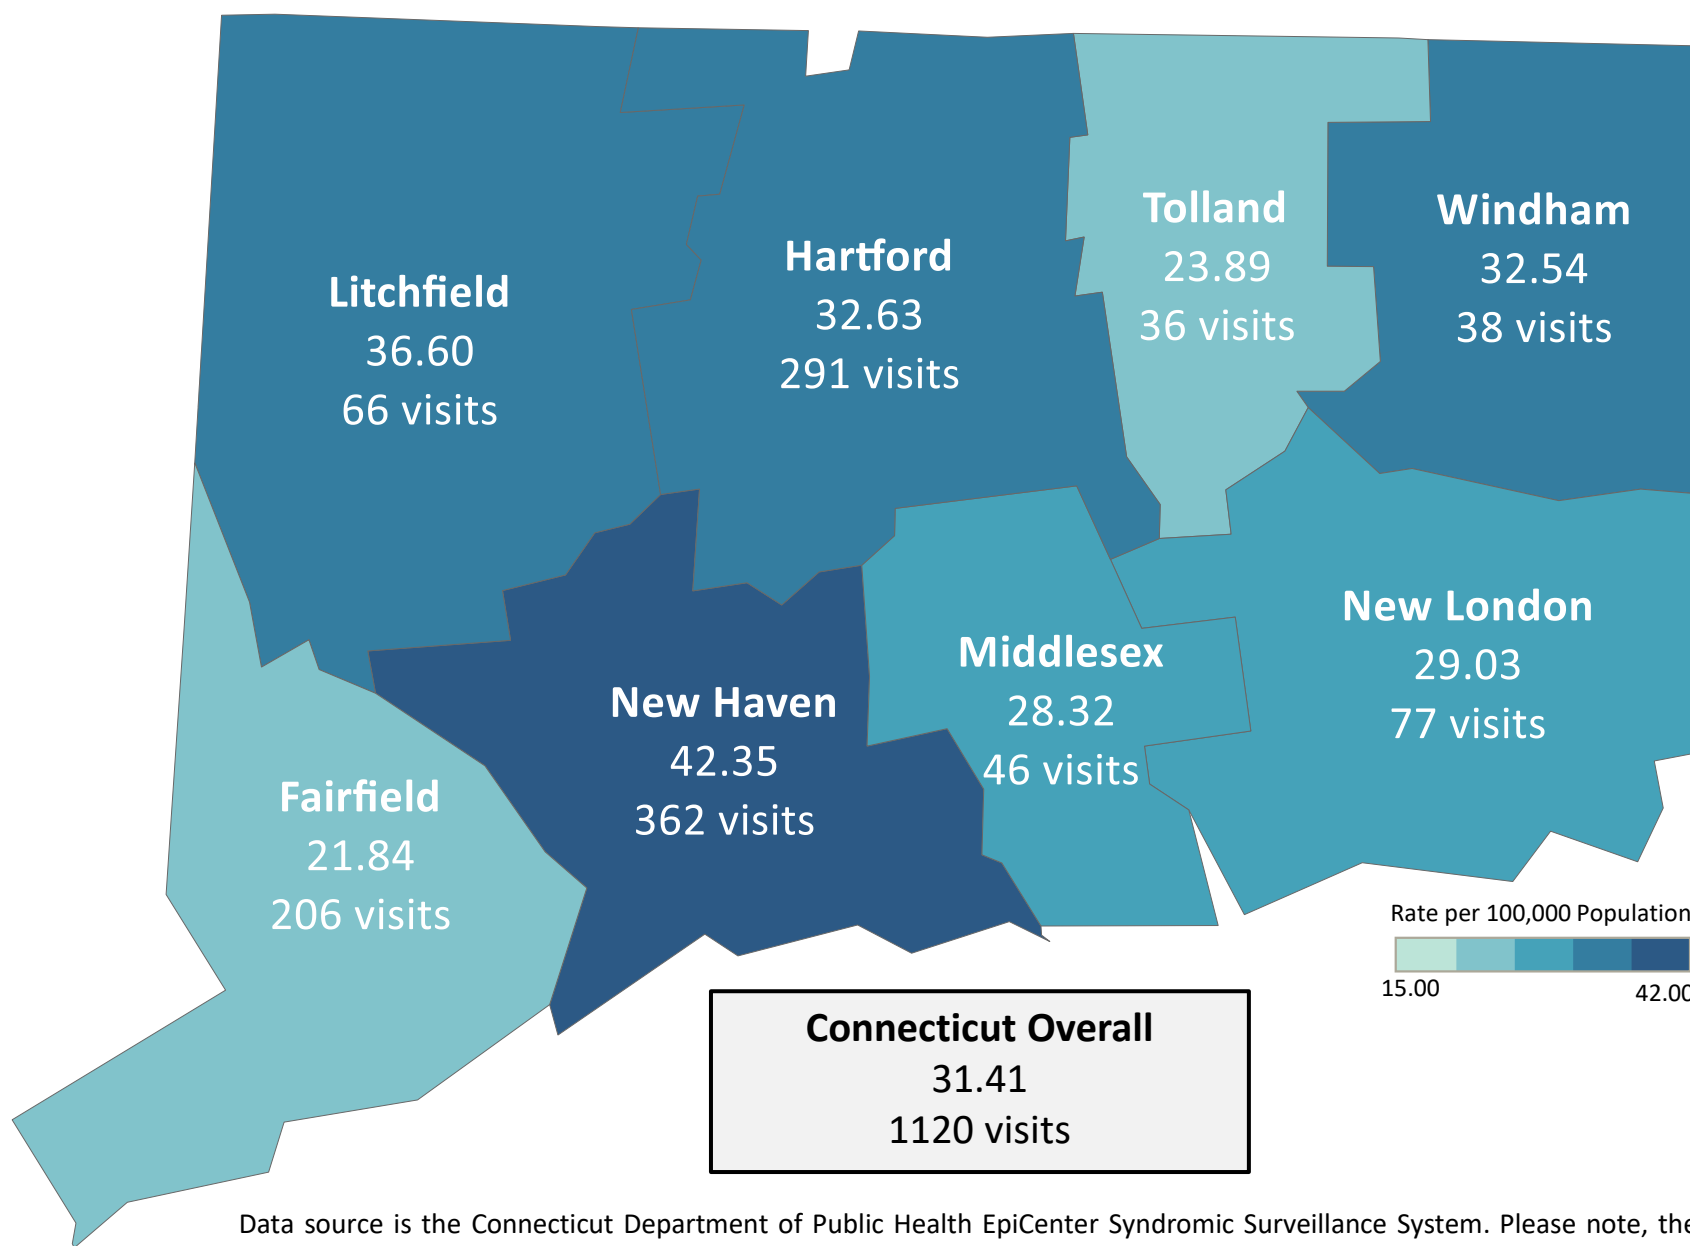 Litchfield
36.60
66 visits
Hartford
32.63
291 visits
Tolland
23.89
36 visits
Windham
32.54
38 visits
Fairfield
21.84
206 visits
New Haven
42.35
362 visits
Middlesex
28.32
46 visits
New London
29.03
77 visits
Rate per 100,000 Population
15.00
42.00
Connecticut Overall
31.41
1120 visits
Data source is the Connecticut Department of Public Health EpiCenter Syndromic Surveillance System. Please note, the